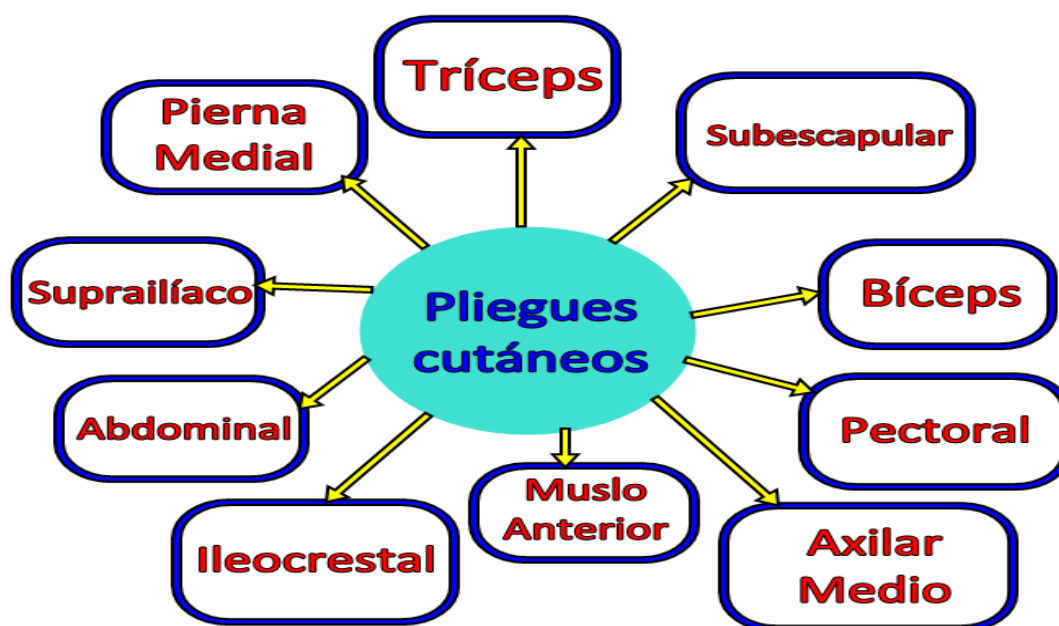 Tríceps
Pierna
Medial
Subescapular
Suprailíaco
Bíceps
Pliegues
cutáneos
Abdominal
Pectoral
Muslo
Anterior
Ileocrestal
Axilar
Medio